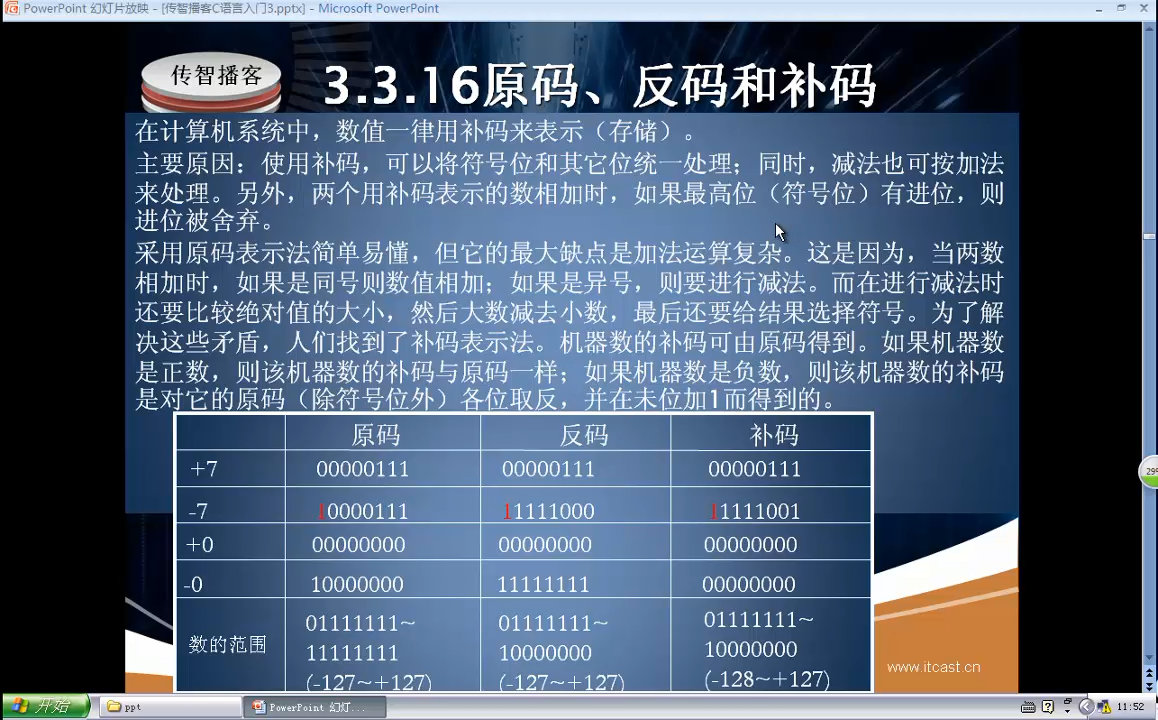 PowerPoint 幻灯片放映 - [传智播客C语言入门3.pptx] - Microsoft PowerPoint
传智播客
3.3.16原码、反码和补码
在计算机系统中，数值一律用补码来表示（存储）。
主要原因：使用补码，可以将符号位和其它位统一处理；同时，减法也可按加法
来处理。另外，两个用补码表示的数相加时，如果最高位（符号位）有进位，则
进位被舍弃。
采用原码表示法简单易懂，但它的最大缺点是加法运算复杂。这是因为，当两数
相加时，如果是同号则数值相加；如果是异号，则要进行减法。而在进行减法时
还要比较绝对值的大小，然后大数减去小数，最后还要给结果选择符号。为了解
决这些矛盾，人们找到了补码表示法。机器数的补码可由原码得到。如果机器数
是正数，则该机器数的补码与原码一样；如果机器数是负数，则该机器数的补码
是对它的原码（除符号位外）各位取反，并在未位加1而得到的。
原码 反码 补码
+7 00000111 00000111 00000111
-7 10000111 11111000 11111001
+0 00000000 00000000 00000000
-0 10000000 11111111 00000000
数的范围 01111111~ 01111111~ 01111111~
11111111 10000000 10000000
(-127~+127) (-127~+127) (-128~+127)
www.itcast.cn
29
开始 ppt PowerPoint 幻灯... 11:52